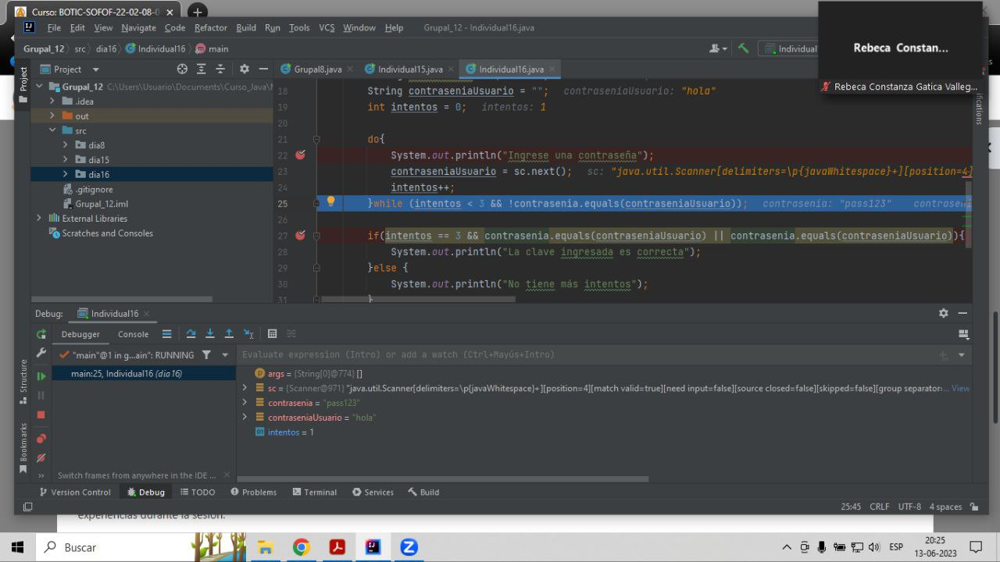 Curso: BOTIC-SOFOF-22-02-08-0
File Edit View Navigate Code Refactor Build Run Tools VCS Window Help Grupal_12 - Individual16.java
Grupal_12 src dia16 Individual16 main
Individual
Rebeca Constan...
Rebeca Constanza Gatica Valleg...
Project
Project
Grupal8.java
Individual15.java
Individual16.java
Grupal_12 C:\Users\Usuario\Documents\Curso_Java\
.idea
out
src
dia8
dia15
dia16
.gitignore
Grupal_12.iml
External Libraries
Scratches and Consoles
18 String contraseniaUsuario = ""; contraseniaUsuario: "hola"
19 int intentos = 0; intentos: 1
20
21 do{
22 System.out.println("Ingrese una contraseña");
23 contraseniaUsuario = sc.next(); sc: "java.util.Scanner[delimiters=\p{javaWhitespace}+][position=4]
24 intentos++;
25 }while (intentos < 3 && !contrasenia.equals(contraseniaUsuario)); contrasenia: "pass123" contraseni
26
27 if(intentos == 3 && contrasenia.equals(contraseniaUsuario) || contrasenia.equals(contraseniaUsuario)){
28 System.out.println("La clave ingresada es correcta");
29 }else {
30 System.out.println("No tiene más intentos");
31 }
ifications
Debug: Individual16
Debugger Console
"main"@1 in g...ain": RUNNING
main:25, Individual16 (dia16)
Evaluate expression (Intro) or add a watch (Ctrl+Mayús+Intro)
args = {String[0]@774} []
sc = {Scanner@971} "java.util.Scanner[delimiters=\p{javaWhitespace}+][position=4][match valid=true][need input=false][source closed=false][skipped=false][group separator=... View
contrasenia = "pass123"
contraseniaUsuario = "hola"
01 intentos = 1
Structure
Bookmarks
Switch frames from anywhere in the IDE ...
Version Control Debug TODO Problems Terminal Services Build
25:45 CRLF UTF-8 4 spaces
experiencias durante la sesión.
Buscar
ESP
20:25
13-06-2023